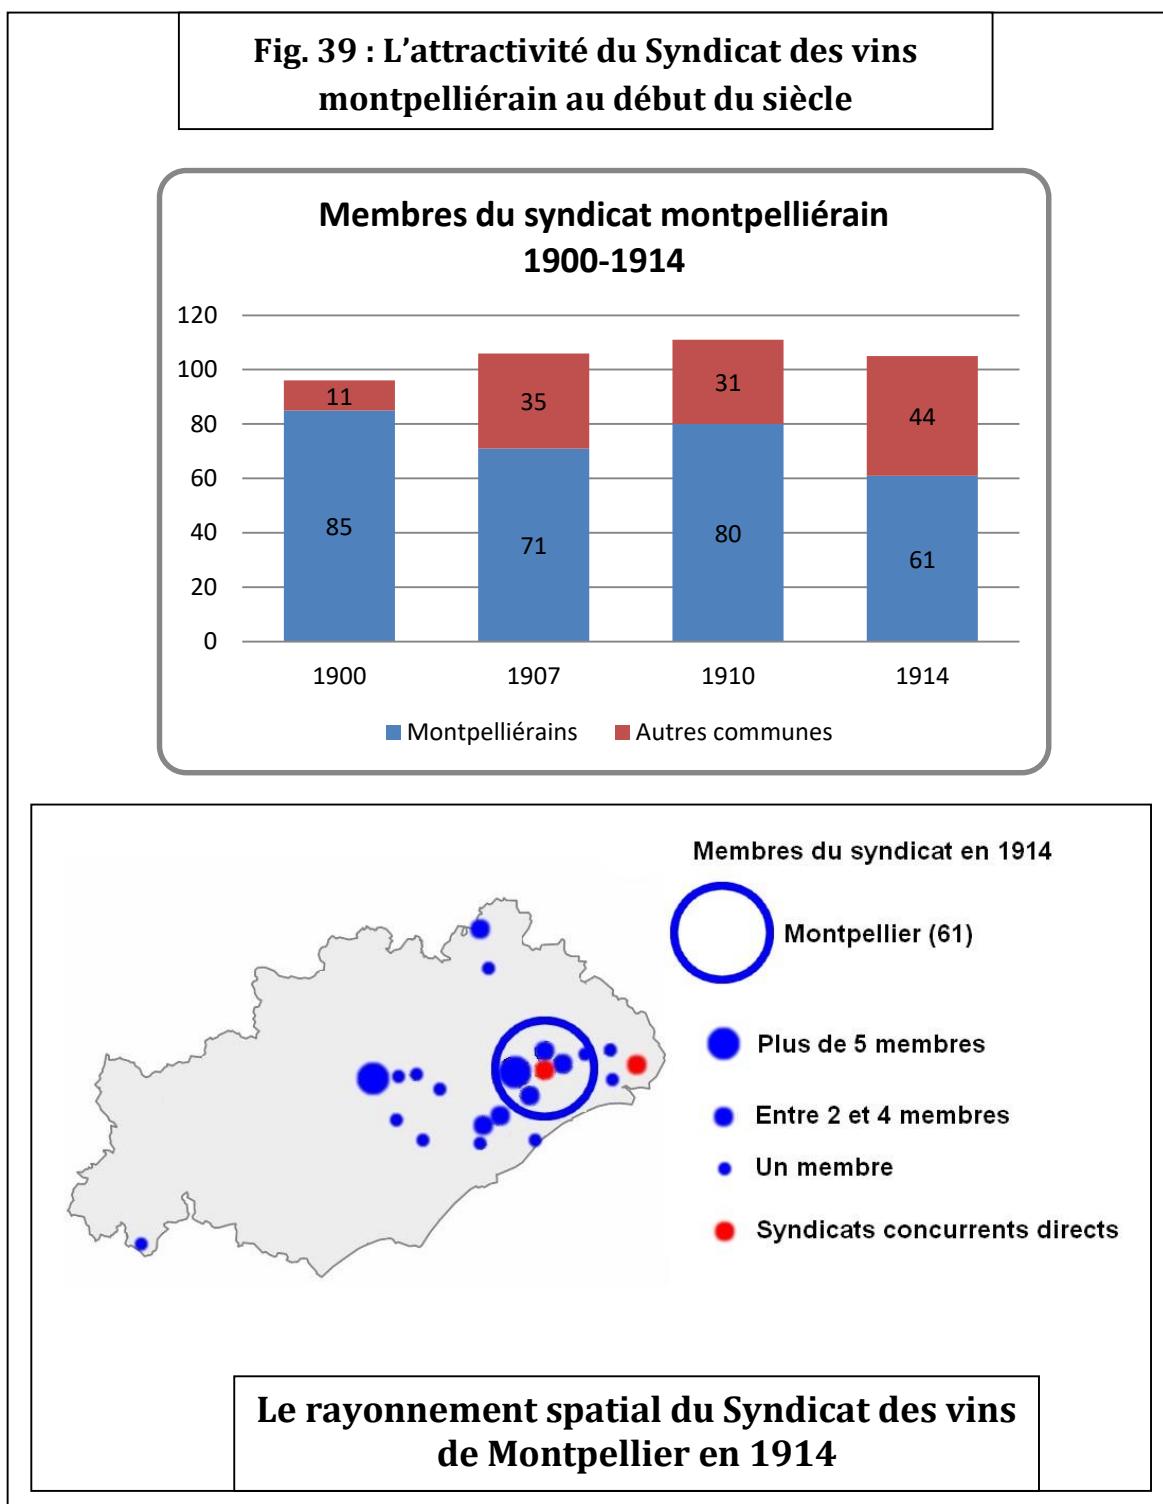 Fig. 39 : L’attractivité du Syndicat des vins
montpelliérain au début du siècle
Membres du syndicat montpelliérain
1900-1914
120
100
80
60
40
20
0
11
35
31
44
85
71
80
61
1900
1907
1910
1914
Montpelliérains
Autres communes
Membres du syndicat en 1914
Montpellier (61)
Plus de 5 membres
Entre 2 et 4 membres
Un membre
Syndicats concurrents directs
Le rayonnement spatial du Syndicat des vins
de Montpellier en 1914